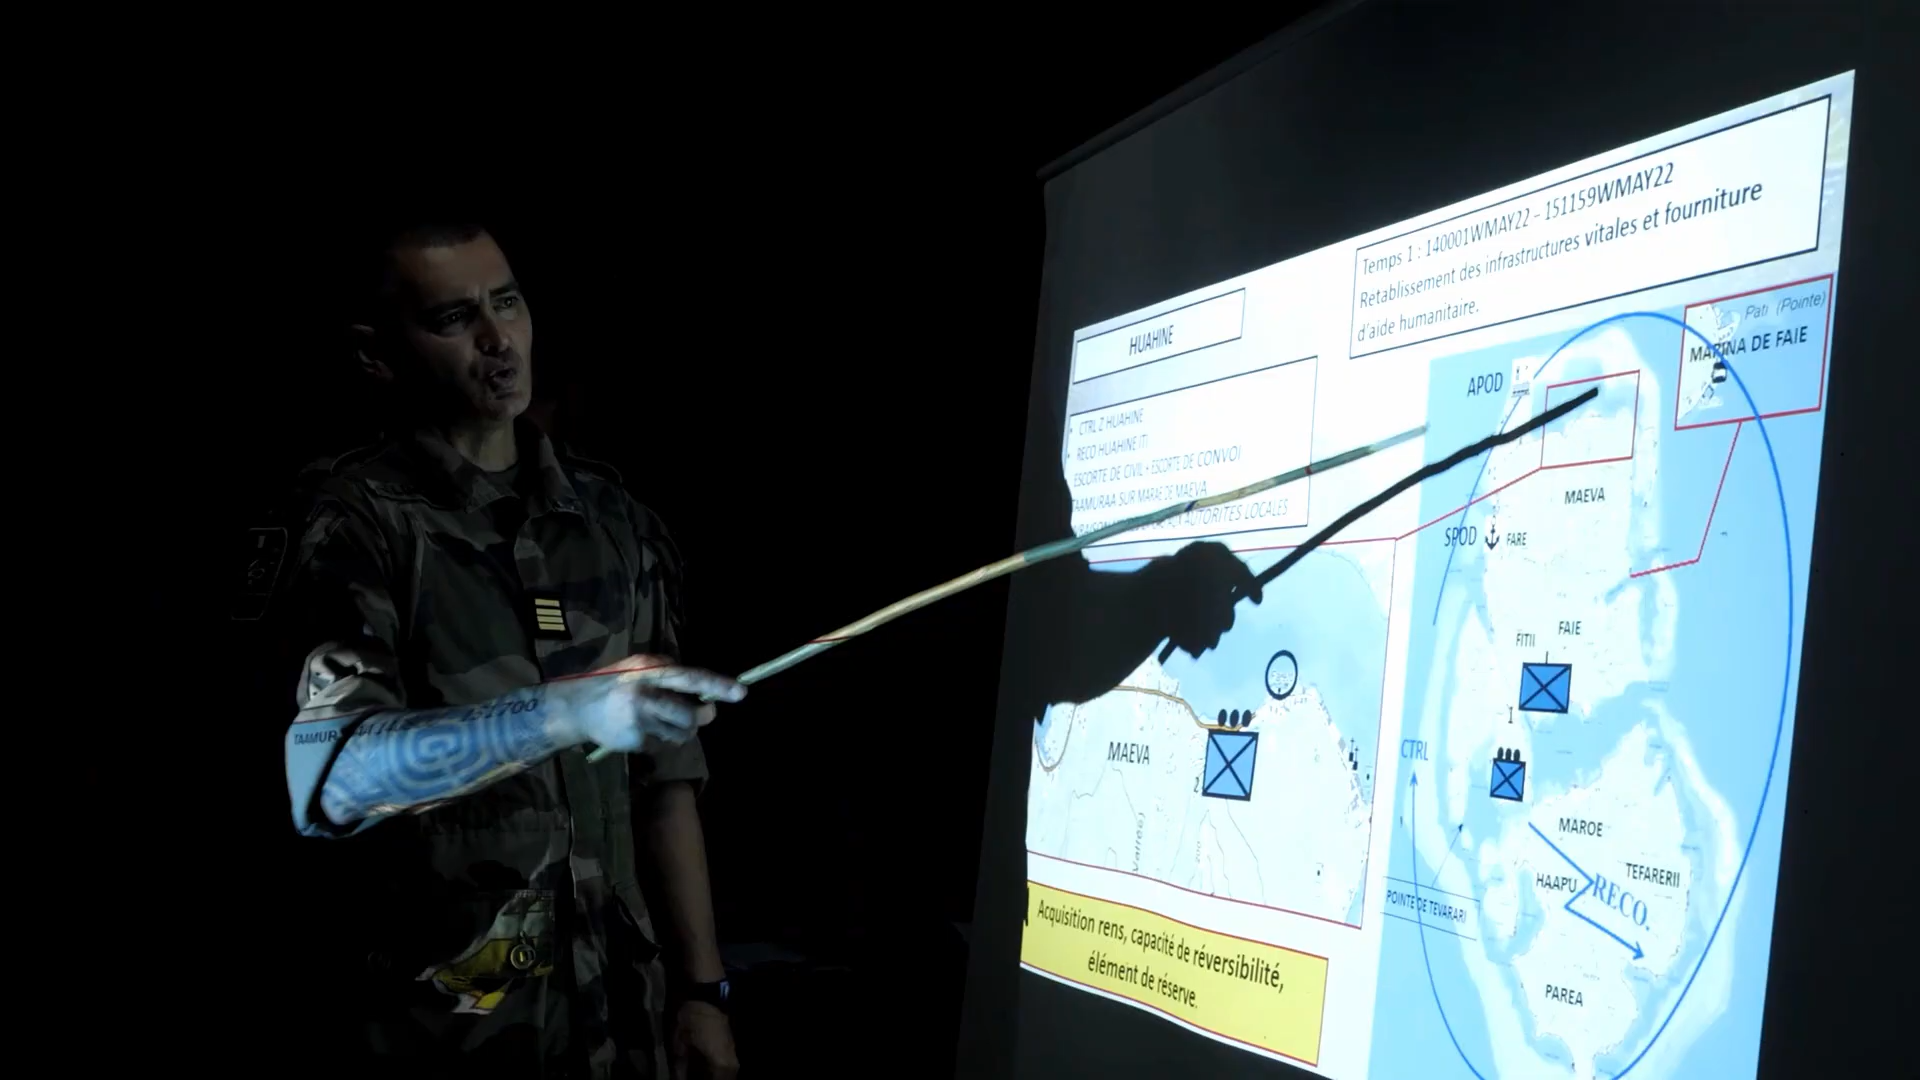 Temps 1 : 140001WMAY22 - 151159WMAY22
Retablissement des infrastructures vitales et fourniture
d'aide humanitaire.
HUAHINE
CTRL Z HUAHINE
RECO HUAHINE ITI
ESCORTE DE CIVIL + ESCORTE DE CONVOI
TAAMURAA SUR MARAE DE MAEVA
AUTORITES LOCALES
Pati (Pointe)
MARINA DE FAIE
APOD
MAEVA
SPOD
FARE
FITII
FAIE
1
CTRL
MAROE
TEFARERII
HAAPU
RECO.
POINTE DE TEVARARI
PAREA
MAEVA
2
Acquisition rens, capacité de réversibilité,
élément de réserve.
151700